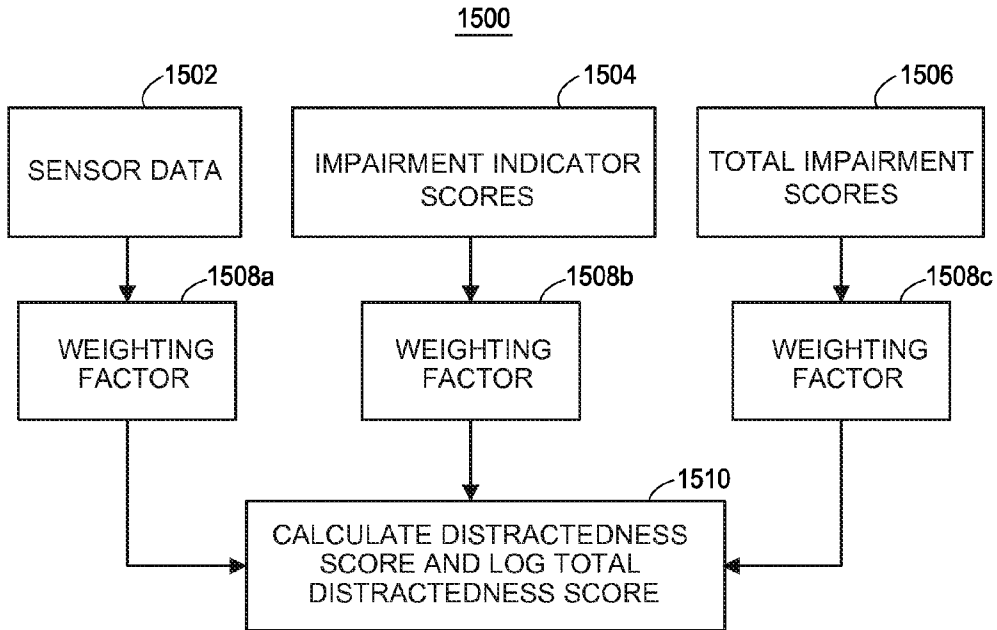 1500
1502
1504
1506
SENSOR DATA
IMPAIRMENT INDICATOR
SCORES
TOTAL IMPAIRMENT
SCORES
1508a
1508b
1508c
WEIGHTING
FACTOR
WEIGHTING
FACTOR
WEIGHTING
FACTOR
1510
CALCULATE DISTRACTEDNESS
SCORE AND LOG TOTAL
DISTRACTEDNESS SCORE